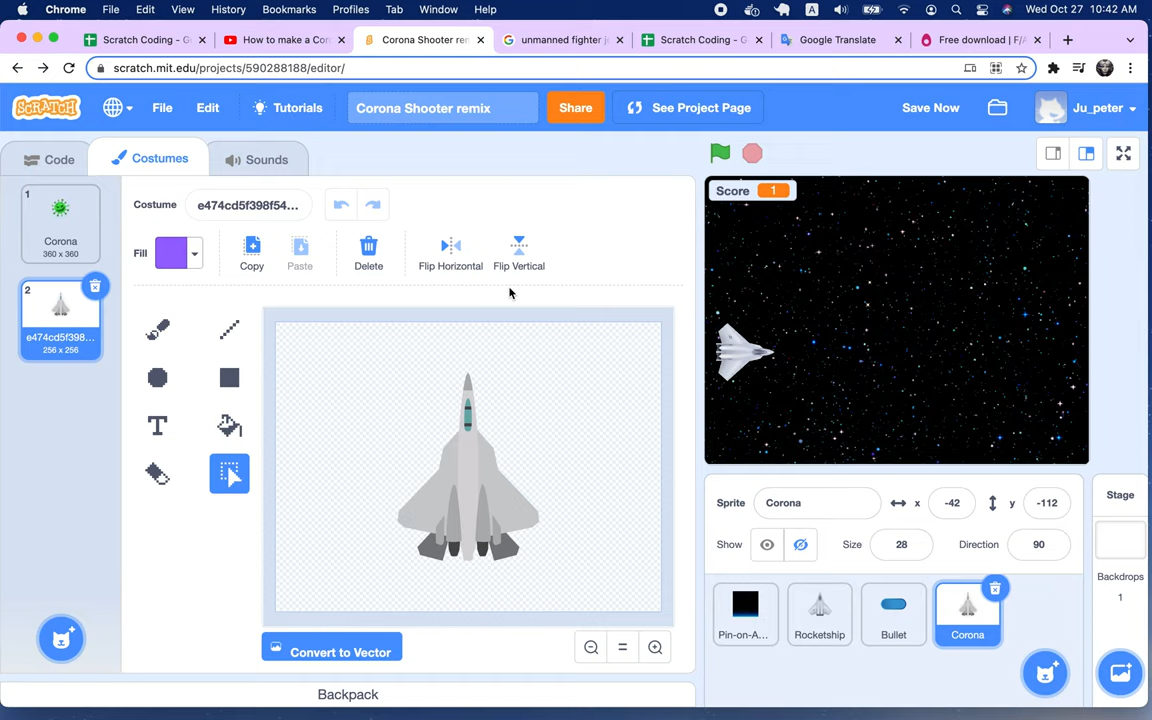 Chrome File Edit View History Bookmarks Profiles Tab Window Help A Wed Oct 27 10:42 AM
Scratch Coding - G How to make a Cor Corona Shooter rem unmanned fighter je Scratch Coding - G Google Translate Free download | F/A
scratch.mit.edu/projects/590288188/editor/
SCRATCH File Edit Tutorials Corona Shooter remix Share See Project Page Save Now Ju_peter
Code Costumes Sounds
1
Corona
360 x 360
2
e474cd5f398...
256 x 256
Costume e474cd5f398f54...
Fill Copy Paste Delete Flip Horizontal Flip Vertical
T
Convert to Vector
Backpack
Score 1
Sprite Corona x -42 y -112
Show Size 28 Direction 90
Pin-on-A... Rocketship Bullet Corona
Stage
Backdrops
1